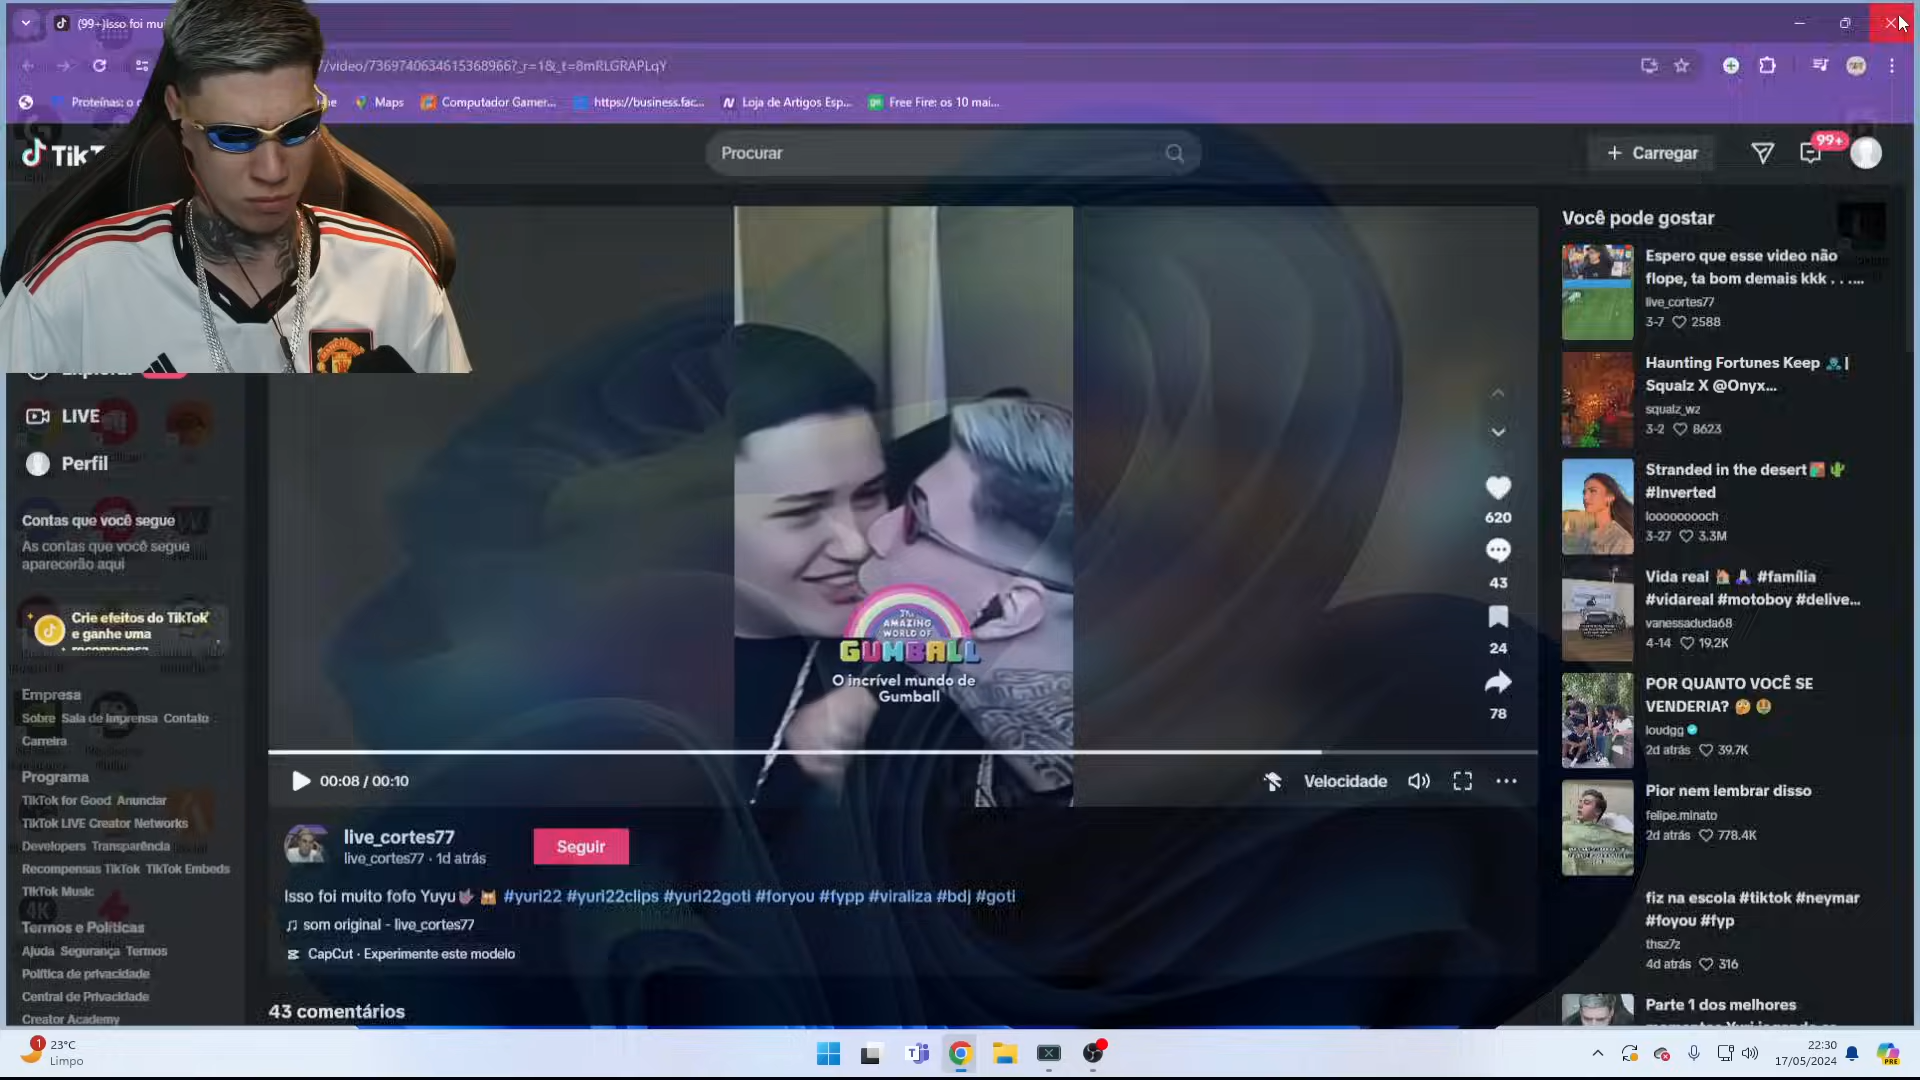 (99+)Isso foi mui
/video/7369740634615368966?_r=1&_t=8mRLGRAPLqY
Proteínas: o
Maps
Computador Gamer...
https://business.fac...
Loja de Artigos Esp...
Free Fire: os 10 mai...
TikT
Procurar
Carregar
99+
LIVE
Perfil
Contas que você segue
As contas que você segue
aparecerão aqui
Crie efeitos do TikTok
e ganhe uma
recompensa
Empresa
Sobre Sala de Imprensa Contato
Carreira
Programa
TikTok for Good Anunciar
TikTok LIVE Creator Networks
Developers Transparência
Recompensas TikTok TikTok Embeds
TikTok Music
Termos e Políticas
Ajuda Segurança Termos
Política de privacidade
Central de Privacidade
Creator Academy
The
AMAZING
WORLD OF
GUMBALL
O incrível mundo de
Gumball
620
43
24
78
00:08 / 00:10
Velocidade
live_cortes77
live_cortes77 · 1d atrás
Seguir
Isso foi muito fofo Yuyu🤟🏿 🐹 #yuri22 #yuri22clips #yuri22goti #foryou #fypp #viraliza #bdj #goti
som original - live_cortes77
CapCut · Experimente este modelo
43 comentários
Você pode gostar
Espero que esse video não
flope, ta bom demais kkk . . ....
live_cortes77
3-7 2588
Haunting Fortunes Keep |
Squalz X @Onyx...
squalz_wz
3-2 8623
Stranded in the desert🏜️🌵
#Inverted
looooooooch
3-27 3.3M
Vida real 🏠 🙏 #família
#vidareal #motoboy #delive...
vanessaduda68
4-14 19.2K
POR QUANTO VOCÊ SE
VENDERIA? 🤔 🤑
loudgg
2d atrás 39.7K
Pior nem lembrar disso
felipe.minato
2d atrás 778.4K
fiz na escola #tiktok #neymar
#foyou #fyp
thsz7z
4d atrás 316
Parte 1 dos melhores
1
23°C
Limpo
22:30
17/05/2024
PRE